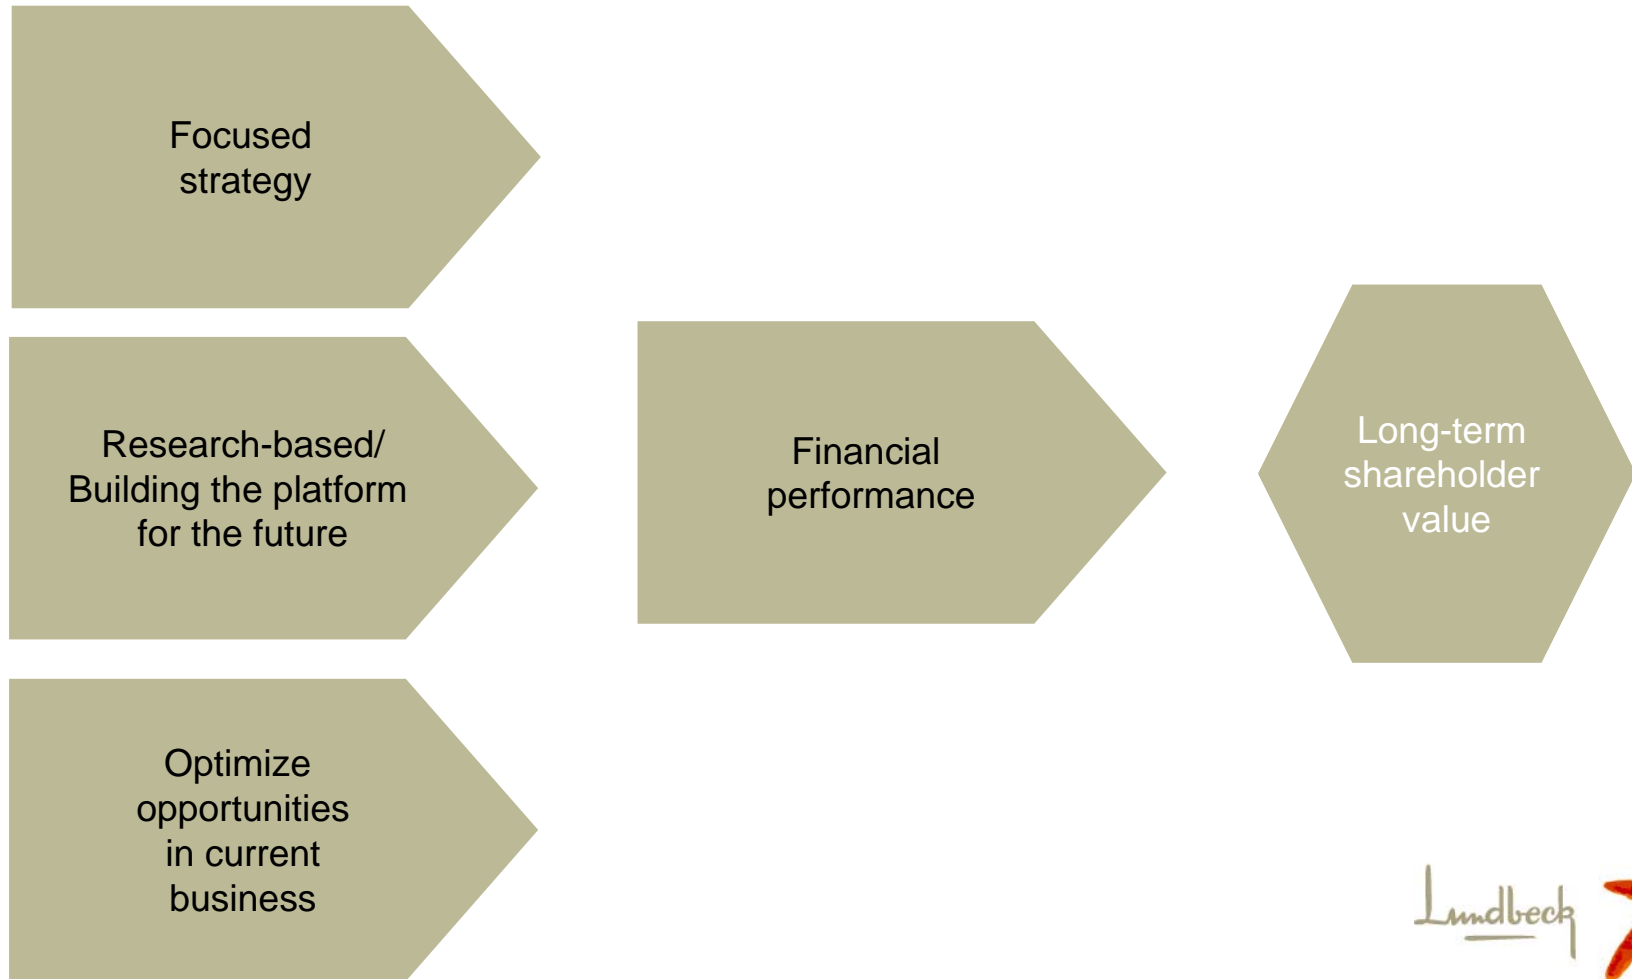 Focused
strategy
Research-based/
Building the platform
for the future
Optimize
opportunities
in current
business
Financial
performance
Long-term
shareholder
value
Lundbeck